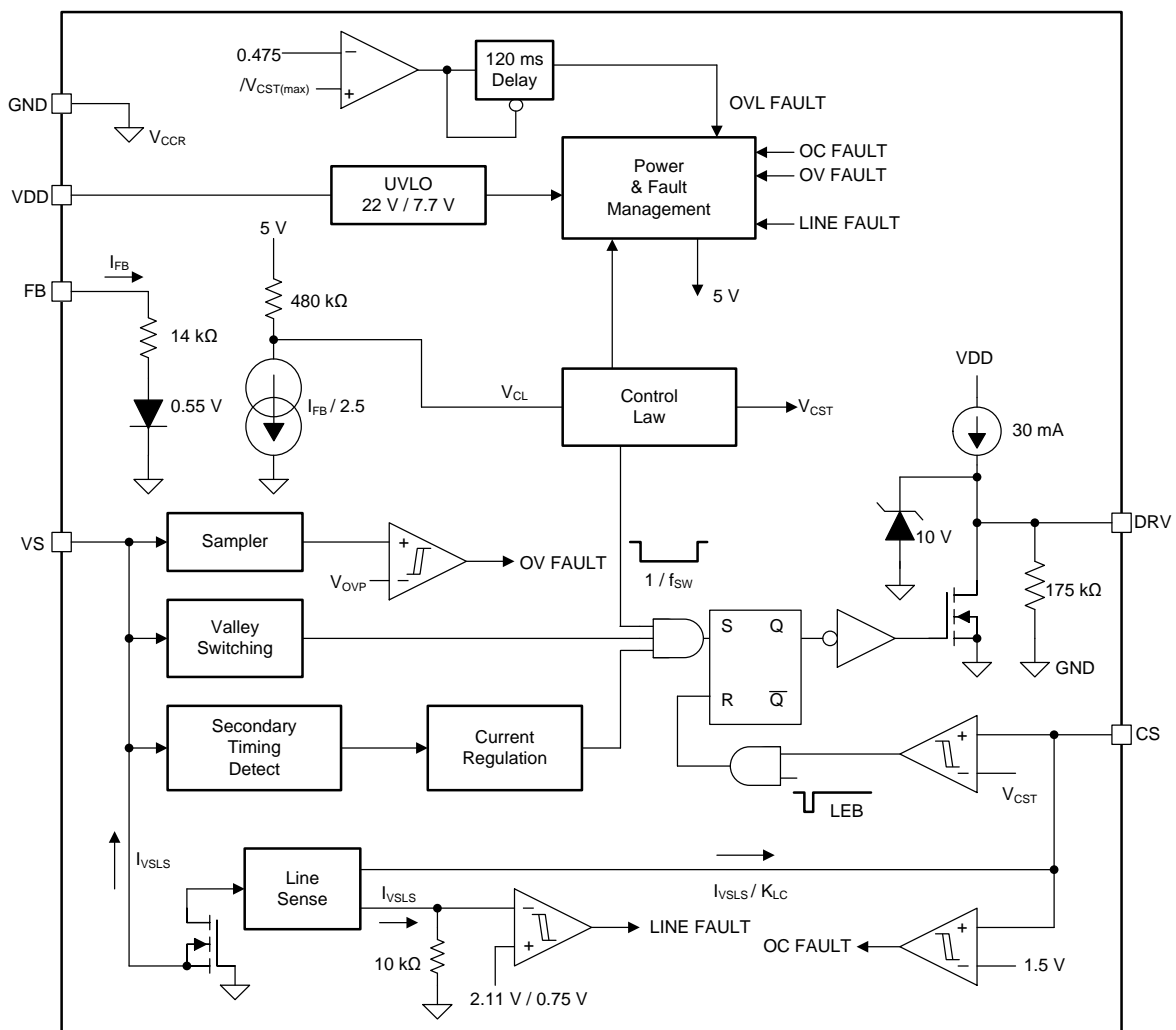 0.475
−
/VCST(max)
+
120 ms
Delay
OVL FAULT
GND
VCCR
VDD
UVLO
22 V / 7.7 V
Power
& Fault
Management
OC FAULT
OV FAULT
LINE FAULT
5 V
5 V
IFB
FB
480 kΩ
14 kΩ
0.55 V
IFB / 2.5
VCL
Control
Law
VCST
VDD
30 mA
10 V
DRV
175 kΩ
GND
VS
Sampler
+
VOVP
−
OV FAULT
1 / fSW
Valley
Switching
S
Q
R
Q
Secondary
Timing
Detect
Current
Regulation
LEB
+
−
VCST
CS
IVSLS
Line
Sense
IVSLS
IVSLS / KLC
−
+
LINE FAULT
10 kΩ
2.11 V / 0.75 V
OC FAULT
+
−
1.5 V